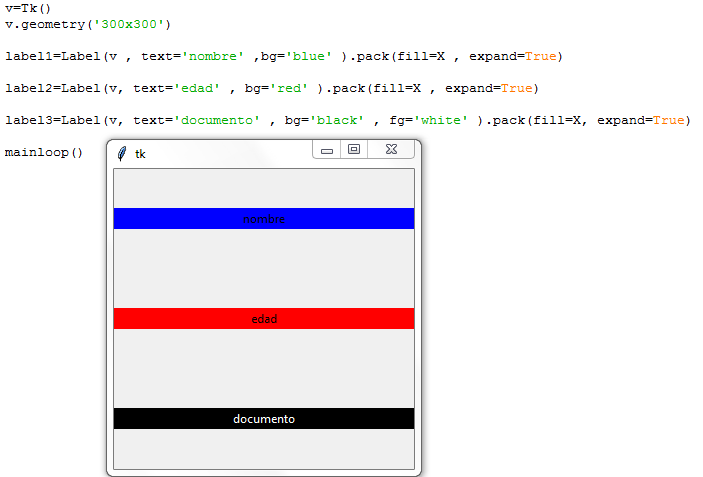 v=Tk()
v.geometry('300x300')
label1=Label(v , text='nombre' ,bg='blue' ).pack(fill=X , expand=True)
label2=Label(v, text='edad' , bg='red' ).pack(fill=X , expand=True)
label3=Label(v, text='documento' , bg='black' , fg='white' ).pack(fill=X, expand=True)
mainloop()
tk
nombre
edad
documento